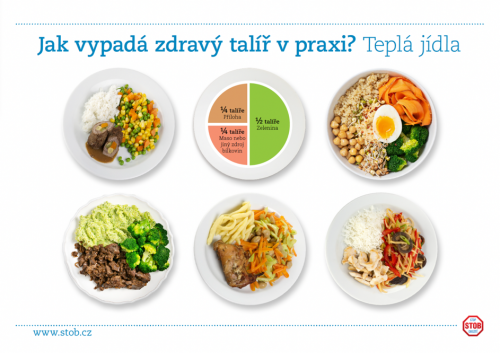 Jak vypadá zdravý talíř v praxi? Teplá jídla
¼ talíře
Příloha
½ talíře
Zelenina
¼ talíře
Maso nebo
jiný zdroj
bílkovin
www.stob.cz
STOB